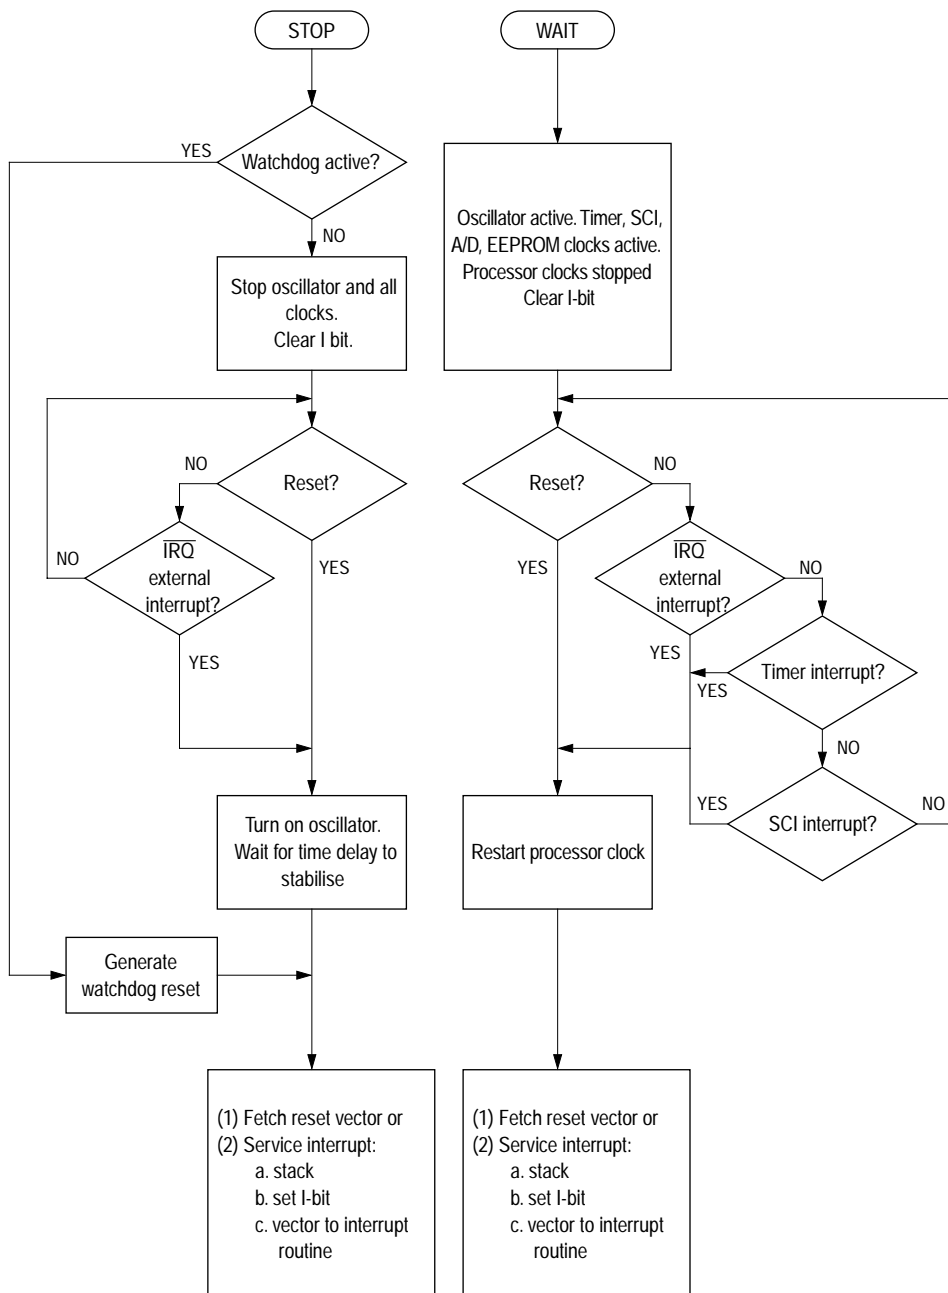 STOP
WAIT
YES
Watchdog active?
NO
Stop oscillator and all
clocks.
Clear I bit.
Oscillator active. Timer, SCI,
A/D, EEPROM clocks active.
Processor clocks stopped
Clear I-bit
NO
Reset?
YES
NO
IRQ
external
interrupt?
YES
Reset?
NO
YES
IRQ
external
interrupt?
NO
YES
Timer interrupt?
YES
NO
SCI interrupt?
YES
NO
Turn on oscillator.
Wait for time delay to
stabilise
Restart processor clock
Generate
watchdog reset
(1) Fetch reset vector or
(2) Service interrupt:
a. stack
b. set I-bit
c. vector to interrupt
routine
(1) Fetch reset vector or
(2) Service interrupt:
a. stack
b. set I-bit
c. vector to interrupt
routine